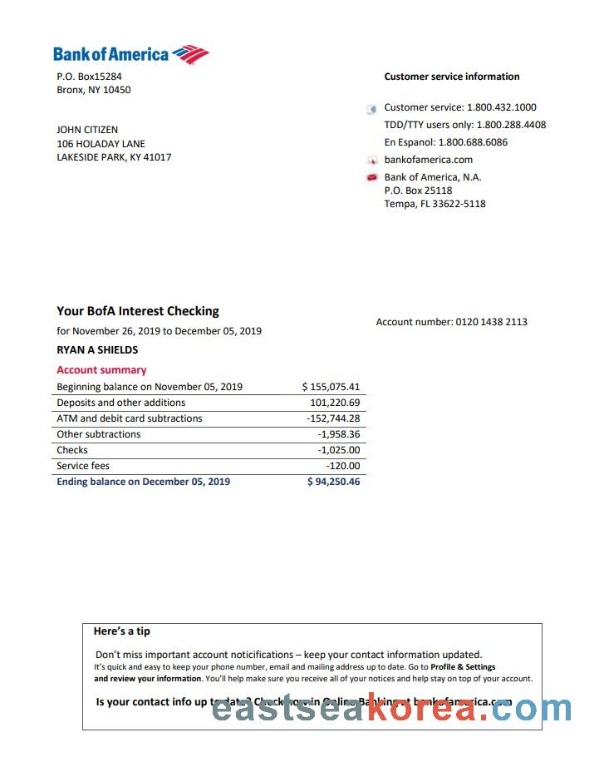 Bank of America
P.O. Box15284
Bronx, NY 10450
Customer service information
Customer service: 1.800.432.1000
TDD/TTY users only: 1.800.288.4408
En Espanol: 1.800.688.6086
bankofamerica.com
Bank of America, N.A.
P.O. Box 25118
Tempa, FL 33622-5118
JOHN CITIZEN
106 HOLADAY LANE
LAKESIDE PARK, KY 41017
Your BofA Interest Checking
for November 26, 2019 to December 05, 2019
Account number: 0120 1438 2113
RYAN A SHIELDS
Account summary
Beginning balance on November 05, 2019 $ 155,075.41
Deposits and other additions 101,220.69
ATM and debit card subtractions -152,744.28
Other subtractions -1,958.36
Checks -1,025.00
Service fees -120.00
Ending balance on December 05, 2019 $ 94,250.46
Here's a tip
Don't miss important account noticifications – keep your contact information updated.
It's quick and easy to keep your phone number, email and mailing address up to date. Go to Profile & Settings
and review your information. You'll help make sure you receive all of your notices and help stay on top of your account.
Is your contact info up to date? Check now in Online Banking at bankofamerica.com
eastseakorea.com